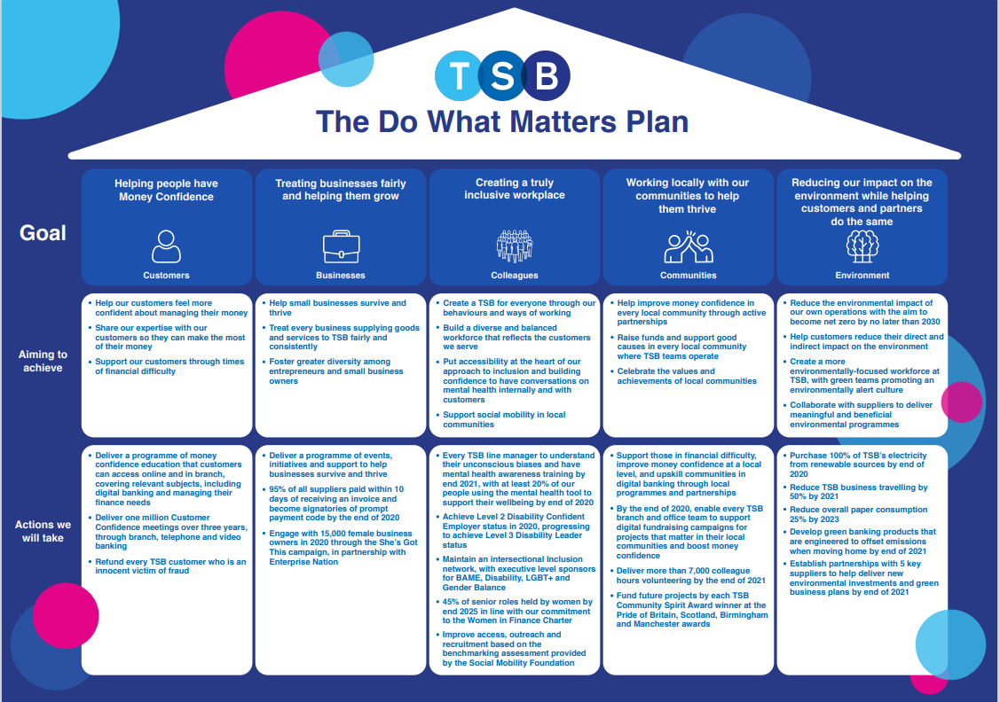 TSB
The Do What Matters Plan
Goal
Helping people have
Money Confidence
Customers
Treating businesses fairly
and helping them grow
Businesses
Creating a truly
inclusive workplace
Colleagues
Working locally with our
communities to help
them thrive
Communities
Reducing our impact on the
environment while helping
customers and partners
do the same
Environment
Aiming to
achieve
• Help our customers feel more
confident about managing their money
• Share our expertise with our
customers so they can make the most
of their money
• Support our customers through times
of financial difficulty
• Help small businesses survive and
thrive
• Treat every business supplying goods
and services to TSB fairly and
consistently
• Foster greater diversity among
entrepreneurs and small business
owners
• Create a TSB for everyone through our
behaviours and ways of working
• Build a diverse and balanced
workforce that reflects the customers
we serve
• Put accessibility at the heart of our
approach to inclusion and building
confidence to have conversations on
mental health internally and with
customers
• Support social mobility in local
communities
• Help improve money confidence in
every local community through active
partnerships
• Raise funds and support good
causes in every local community
where TSB teams operate
• Celebrate the values and
achievements of local communities
• Reduce the environmental impact of
our own operations with the aim to
become net zero by no later than 2030
• Help customers reduce their direct and
indirect impact on the environment
• Create a more
environmentally-focused workforce at
TSB, with green teams promoting an
environmentally alert culture
• Collaborate with suppliers to deliver
meaningful and beneficial
environmental programmes
Actions we
will take
• Deliver a programme of money
confidence education that customers
can access online and in branch,
covering relevant subjects, including
digital banking and managing their
finance needs
• Deliver one million Customer
Confidence meetings over three years,
through branch, telephone and video
banking
• Refund every TSB customer who is an
innocent victim of fraud
• Deliver a programme of events,
initiatives and support to help
businesses survive and thrive
• 95% of all suppliers paid within 10
days of receiving an invoice and
become signatories of prompt
payment code by the end of 2020
• Engage with 15,000 female business
owners in 2020 through the She's Got
This campaign, in partnership with
Enterprise Nation
• Every TSB line manager to understand
their unconscious biases and have
mental health awareness training by
end 2021, with at least 20% of our
people using the mental health tool to
support their wellbeing by end of 2020
• Achieve Level 2 Disability Confident
Employer status in 2020, progressing
to achieve Level 3 Disability Leader
status
• Maintain an intersectional Inclusion
network, with executive level sponsors
for BAME, Disability, LGBT+ and
Gender Balance
• 45% of senior roles held by women by
end 2025 in line with our commitment
to the Women in Finance Charter
• Improve access, outreach and
recruitment based on the
benchmarking assessment provided
by the Social Mobility Foundation
• Support those in financial difficulty,
improve money confidence at a local
level, and upskill communities in
digital banking through local
programmes and partnerships
• By the end of 2020, enable every TSB
branch and office team to support
digital fundraising campaigns for
projects that matter in their local
communities and boost money
confidence
• Deliver more than 7,000 colleague
hours volunteering by the end of 2021
• Fund future projects by each TSB
Community Spirit Award winner at the
Pride of Britain, Scotland, Birmingham
and Manchester awards
• Purchase 100% of TSB's electricity
from renewable sources by end of
2020
• Reduce TSB business travelling by
50% by 2021
• Reduce overall paper consumption
25% by 2023
• Develop green banking products that
are engineered to offset emissions
when moving home by end of 2021
• Establish partnerships with 5 key
suppliers to help deliver new
environmental investments and green
business plans by end of 2021